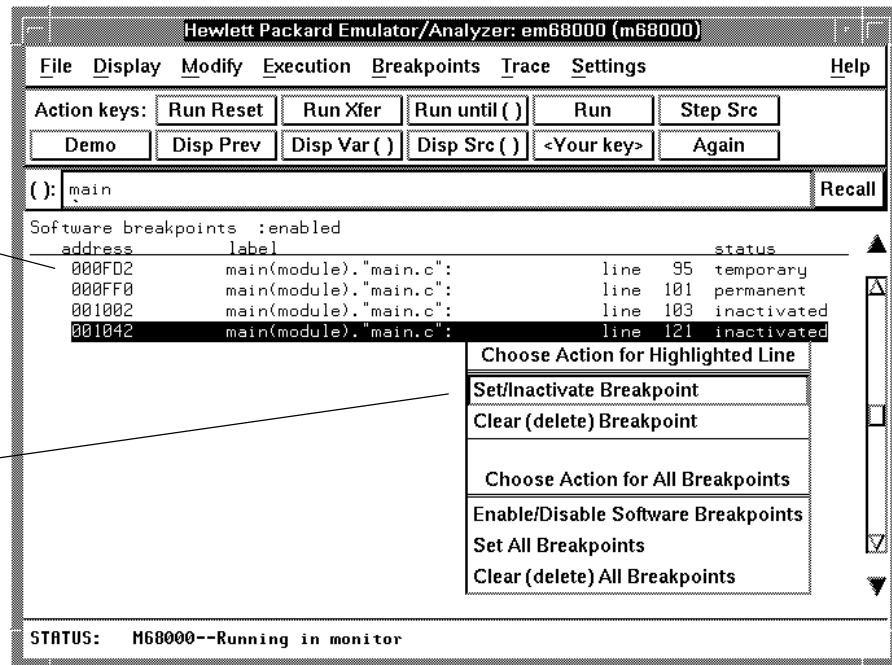 Hewlett Packard Emulator/Analyzer: em68000 (m68000)
File Display Modify Execution Breakpoints Trace Settings Help
Action keys: Run Reset Run Xfer Run until ( ) Run Step Src
Demo Disp Prev Disp Var ( ) Disp Src ( ) <Your key> Again
( ): main Recall
Software breakpoints :enabled
address label status
000FD2 main(module)."main.c": line 95 temporary
000FF0 main(module)."main.c": line 101 permanent
001002 main(module)."main.c": line 103 inactivated
001042 main(module)."main.c": line 121 inactivated
Choose Action for Highlighted Line
Set/Inactivate Breakpoint
Clear (delete) Breakpoint
Choose Action for All Breakpoints
Enable/Disable Software Breakpoints
Set All Breakpoints
Clear (delete) All Breakpoints
STATUS: M68000--Running in monitor